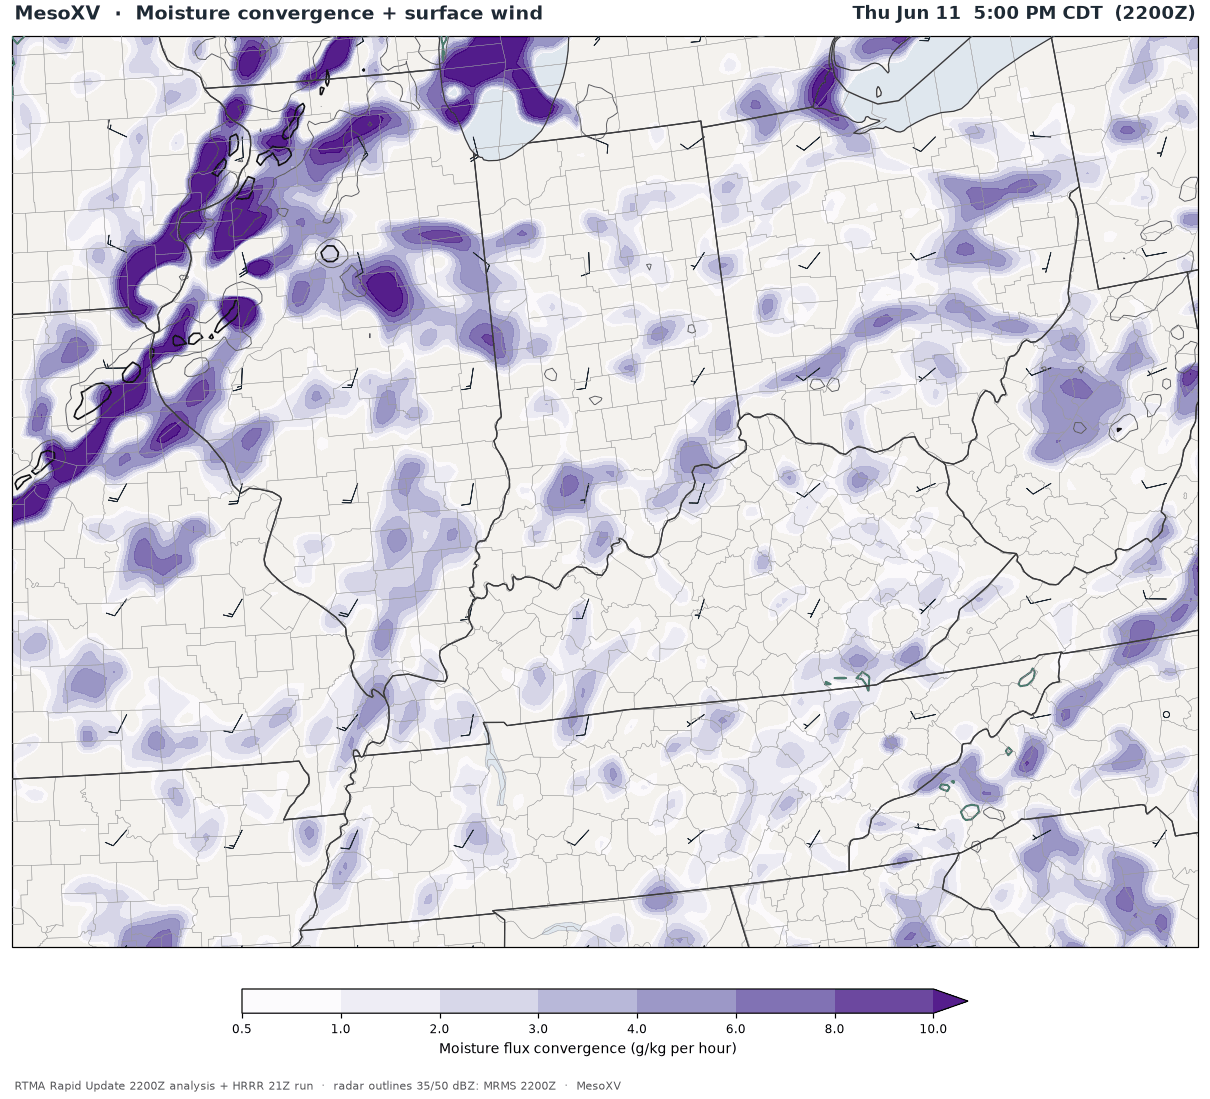 MesoXV · Moisture convergence + surface wind
Thu Jun 11 5:00 PM CDT (2200Z)
0.5 1.0 2.0 3.0 4.0 6.0 8.0 10.0
Moisture flux convergence (g/kg per hour)
RTMA Rapid Update 2200Z analysis + HRRR 21Z run · radar outlines 35/50 dBZ: MRMS 2200Z · MesoXV